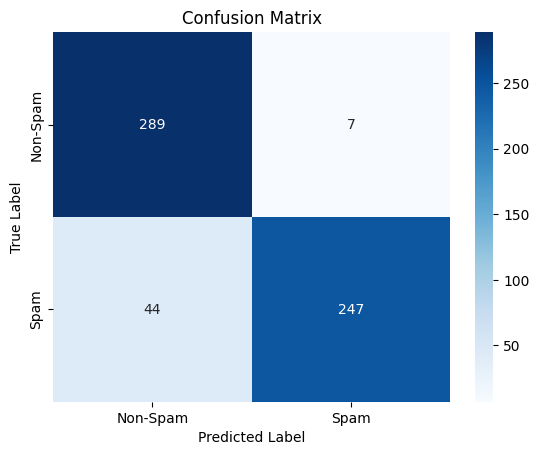 Confusion Matrix
True Label
Non-Spam
289
7
250
200
150
100
50
Spam
44
247
Non-Spam
Spam
Predicted Label